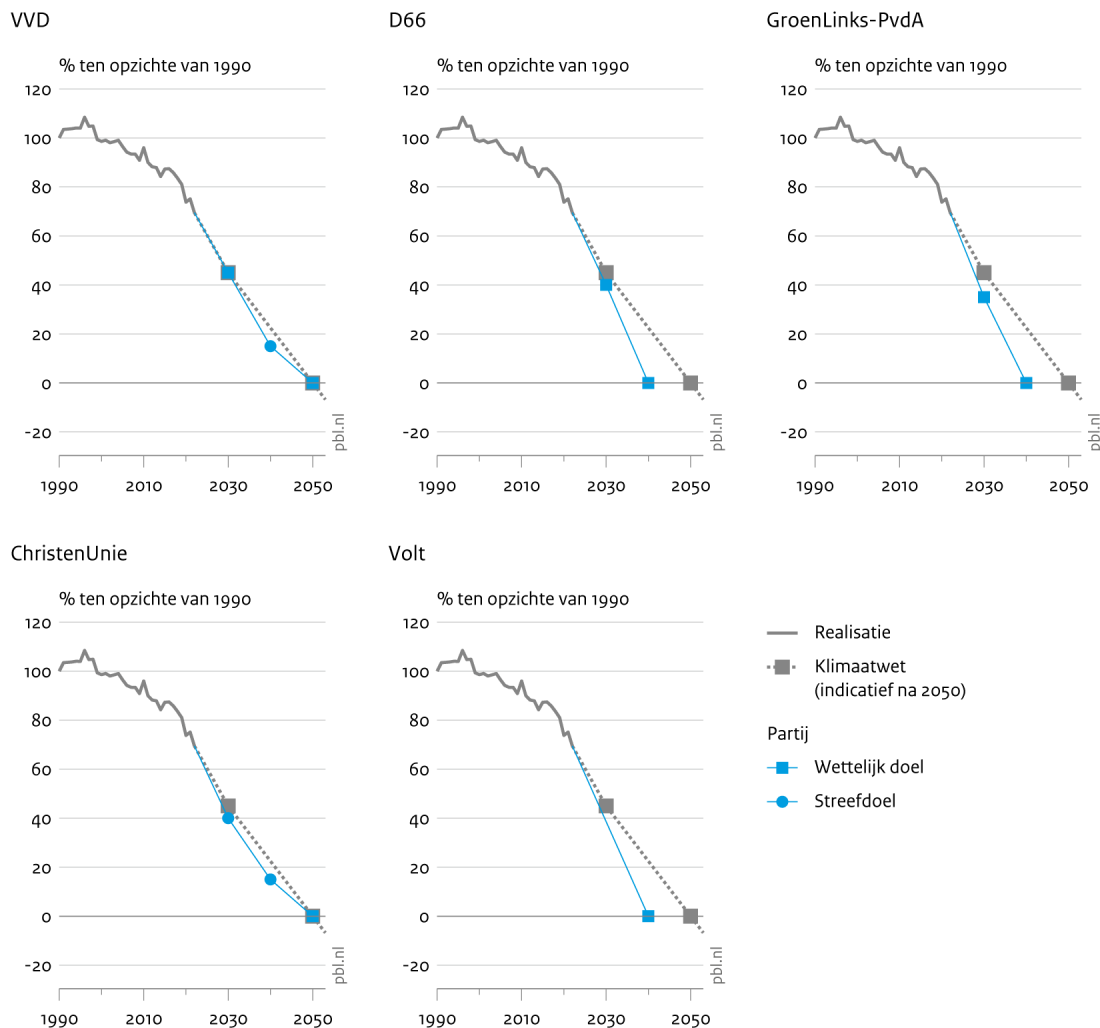 VVD
% ten opzichte van 1990
120
100
80
60
40
20
0
-20
1990 2010 2030 2050
pbl.nl
D66
% ten opzichte van 1990
120
100
80
60
40
20
0
-20
1990 2010 2030 2050
pbl.nl
GroenLinks-PvdA
% ten opzichte van 1990
120
100
80
60
40
20
0
-20
1990 2010 2030 2050
pbl.nl
ChristenUnie
% ten opzichte van 1990
120
100
80
60
40
20
0
-20
1990 2010 2030 2050
pbl.nl
Volt
% ten opzichte van 1990
120
100
80
60
40
20
0
-20
1990 2010 2030 2050
pbl.nl
Realisatie
Klimaatwet
(indicatief na 2050)
Partij
Wettelijk doel
Streefdoel